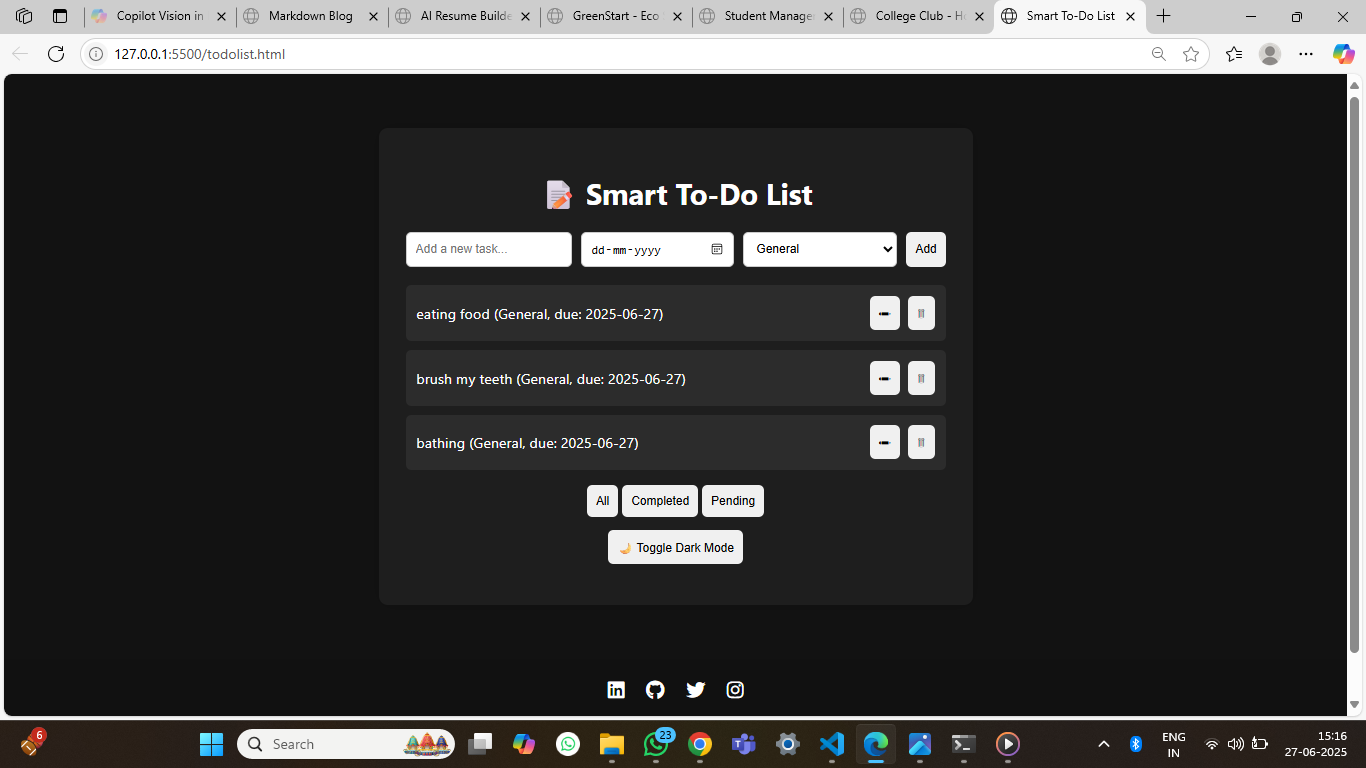 Copilot Vision in
Markdown Blog
AI Resume Builde
GreenStart - Eco
Student Manage
College Club - H
Smart To-Do List
127.0.0.1:5500/todolist.html
Smart To-Do List
Add a new task...
dd-mm-yyyy
General
Add
eating food (General, due: 2025-06-27)
brush my teeth (General, due: 2025-06-27)
bathing (General, due: 2025-06-27)
All Completed Pending
Toggle Dark Mode
6
Search
23
ENG
IN
15:16
27-06-2025